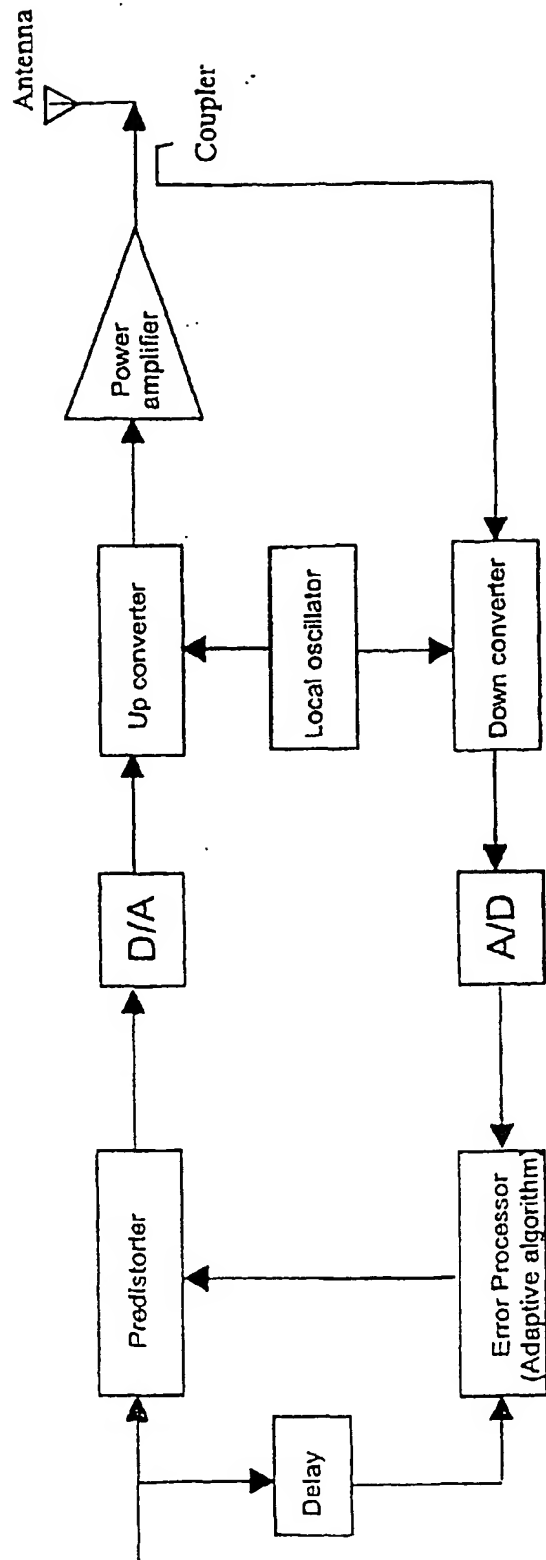 Antenna
Coupler
Power
amplifier
Up converter
Local oscillator
Down converter
D/A
A/D
Predistorter
Error Processor
(Adaptive algorithm)
Delay